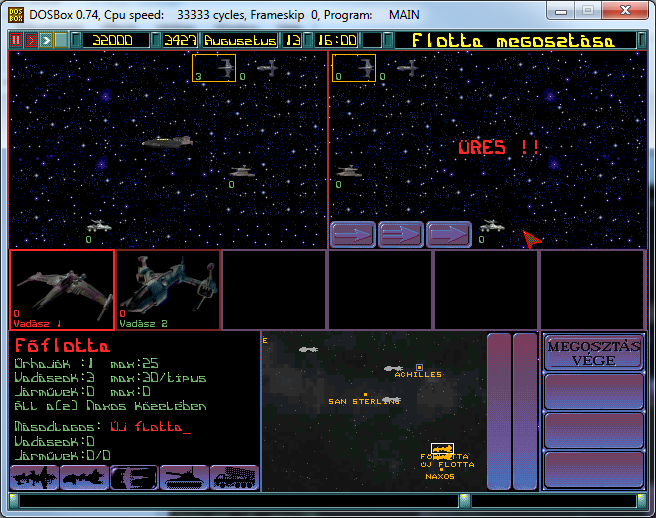 DOSBox 0.74, Cpu speed: 33333 cycles, Frameskip 0, Program: MAIN
32000 3427 Augusztus 13 16:00 Flotta megosztása
3 0 0 0
ÜRES !!
0 0
0 0
0 0
Vadász 1 Vadász 2
Főflotta
Űrhajók :1 max:25
Vadászok:3 max:30/típus
Járművek:0 max:0
Áll a(z) Naxos közelében
Másodlagos: Új flotta_
Vadászok:0
Járművek:0/0
E
ACHILLES
SAN STERLING
FŐFLOTTA
ÚJ FLOTTA
NAXOS
MEGOSZTÁS
VÉGE